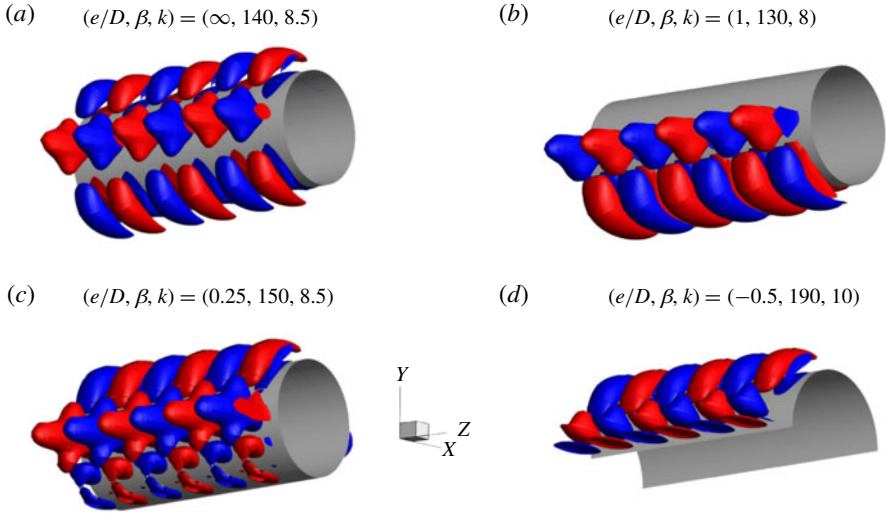 (a) (e/D, β, k) = (∞, 140, 8.5)
(b) (e/D, β, k) = (1, 130, 8)
(c) (e/D, β, k) = (0.25, 150, 8.5)
(d) (e/D, β, k) = (−0.5, 190, 10)
Y
Z
X